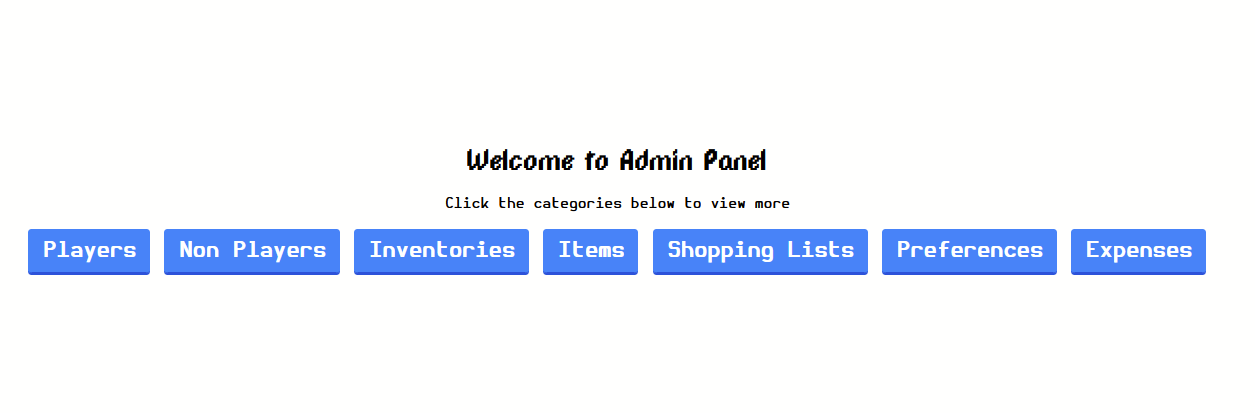 Welcome to Admin Panel
Click the categories below to view more
Players Non Players Inventories Items Shopping Lists Preferences Expenses